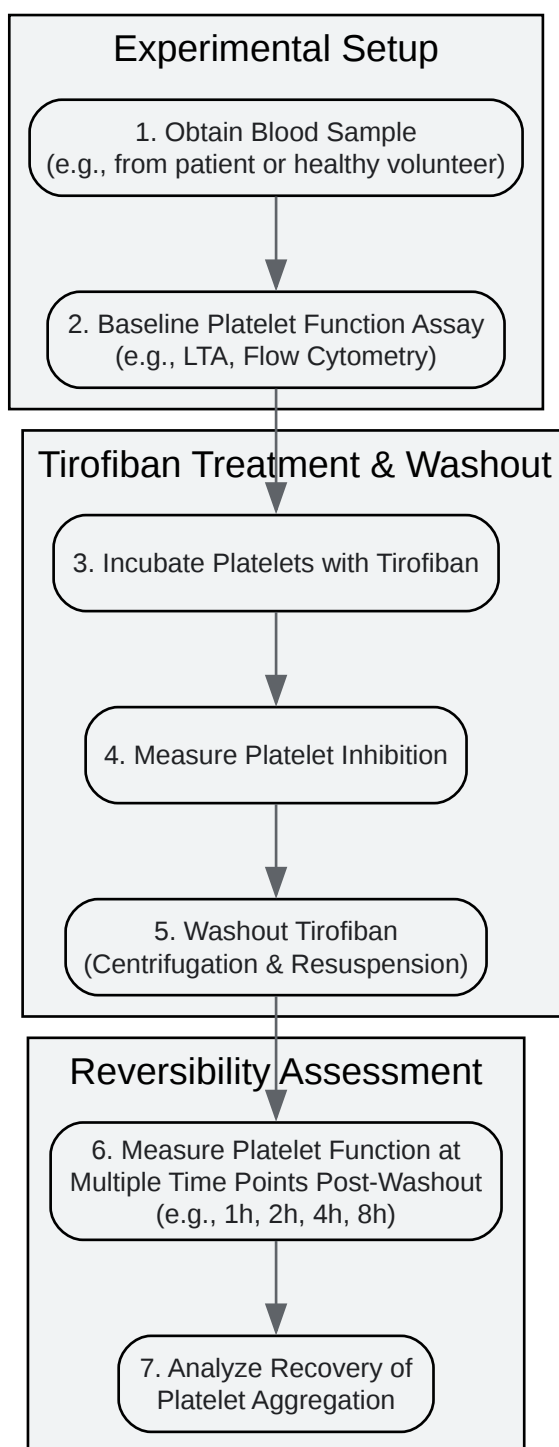 Experimental Setup
1. Obtain Blood Sample
(e.g., from patient or healthy volunteer)
2. Baseline Platelet Function Assay
(e.g., LTA, Flow Cytometry)
Tirofiban Treatment & Washout
3. Incubate Platelets with Tirofiban
4. Measure Platelet Inhibition
5. Washout Tirofiban
(Centrifugation & Resuspension)
Reversibility Assessment
6. Measure Platelet Function at
Multiple Time Points Post-Washout
(e.g., 1h, 2h, 4h, 8h)
7. Analyze Recovery of
Platelet Aggregation